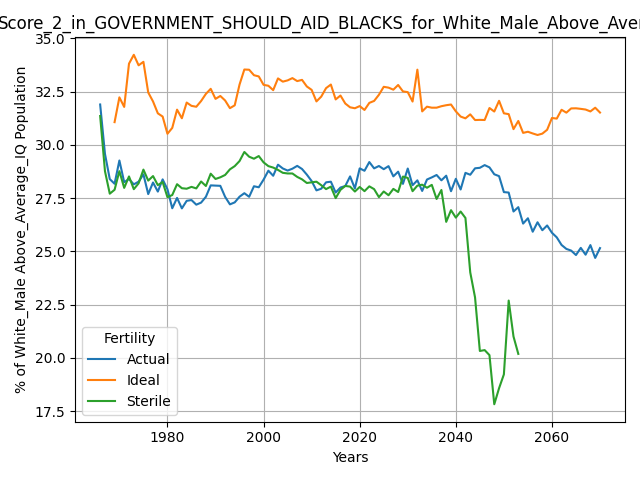 Score_2_in_GOVERNMENT_SHOULD_AID_BLACKS_for_White_Male_Above_Aver
% of White_Male Above_Average_IQ Population
35.0
32.5
30.0
27.5
25.0
22.5
20.0
17.5
Fertility
Actual
Ideal
Sterile
1980
2000
2020
2040
2060
Years